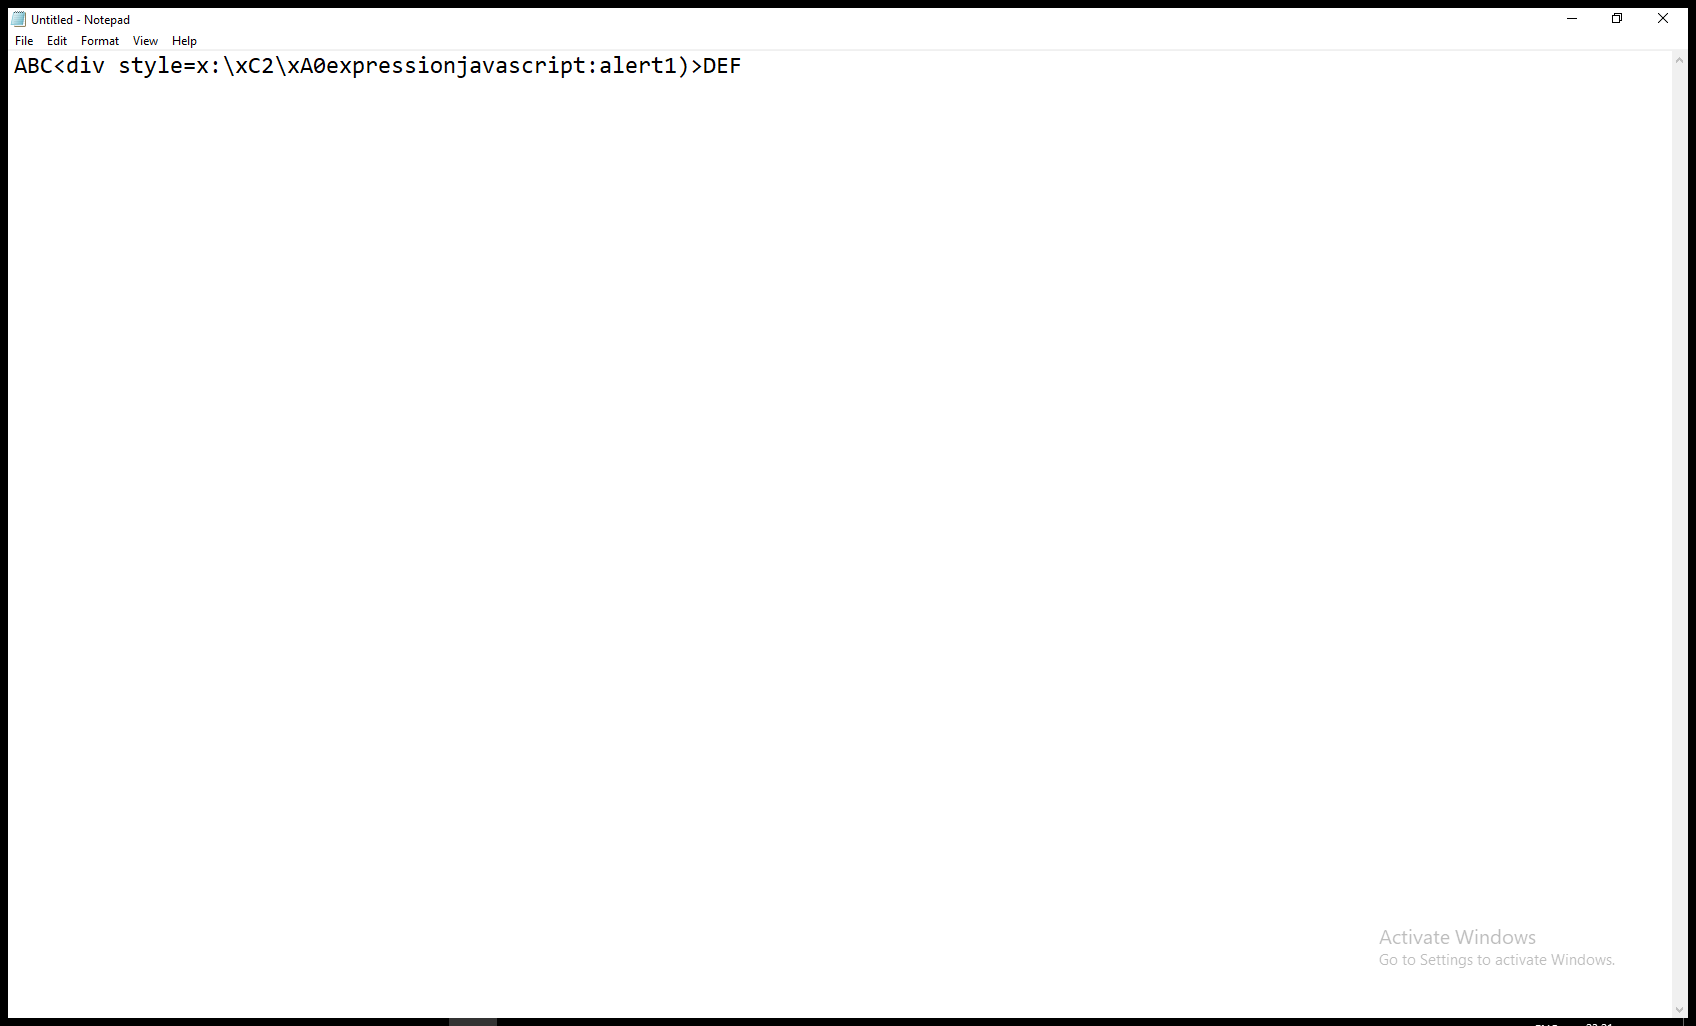 Untitled - Notepad
File Edit Format View Help
ABC<div style=x:\xC2\xA0expressionjavascript:alert1)>DEF
Activate Windows
Go to Settings to activate Windows.